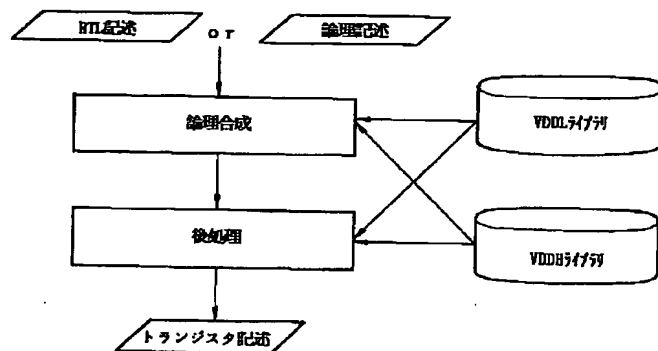 RTL記述
or
論理記述
論理合成
VDDLライブラリ
後処理
VDDHライブラリ
トランジスタ記述